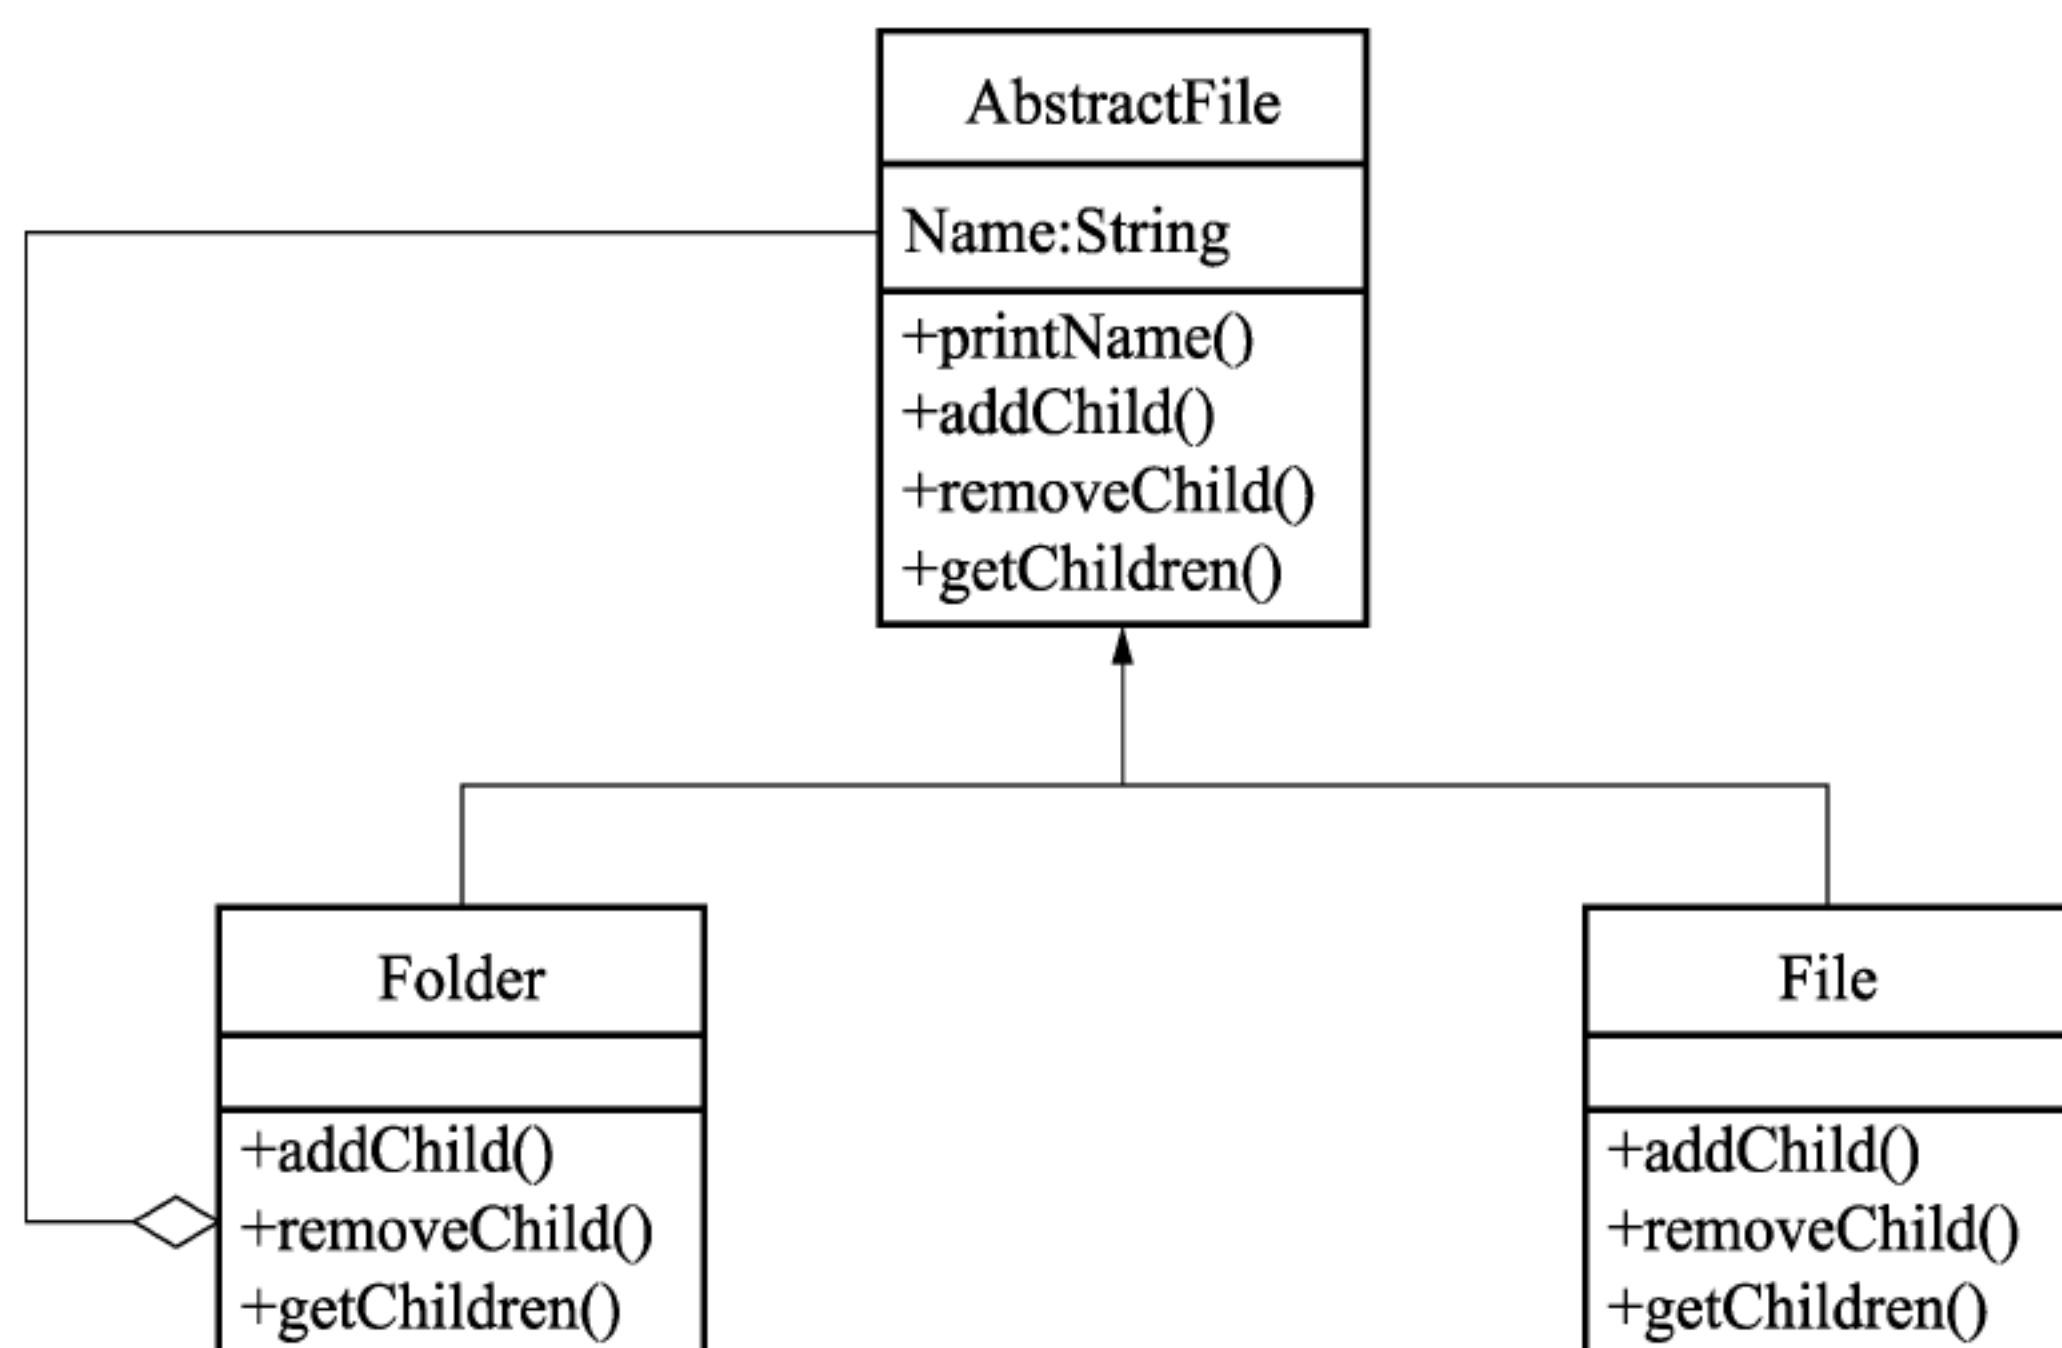 AbstractFile
Name:String
+printName()
+addChild()
+removeChild()
+getChildren()
Folder
+addChild()
+removeChild()
+getChildren()
File
+addChild()
+removeChild()
+getChildren()